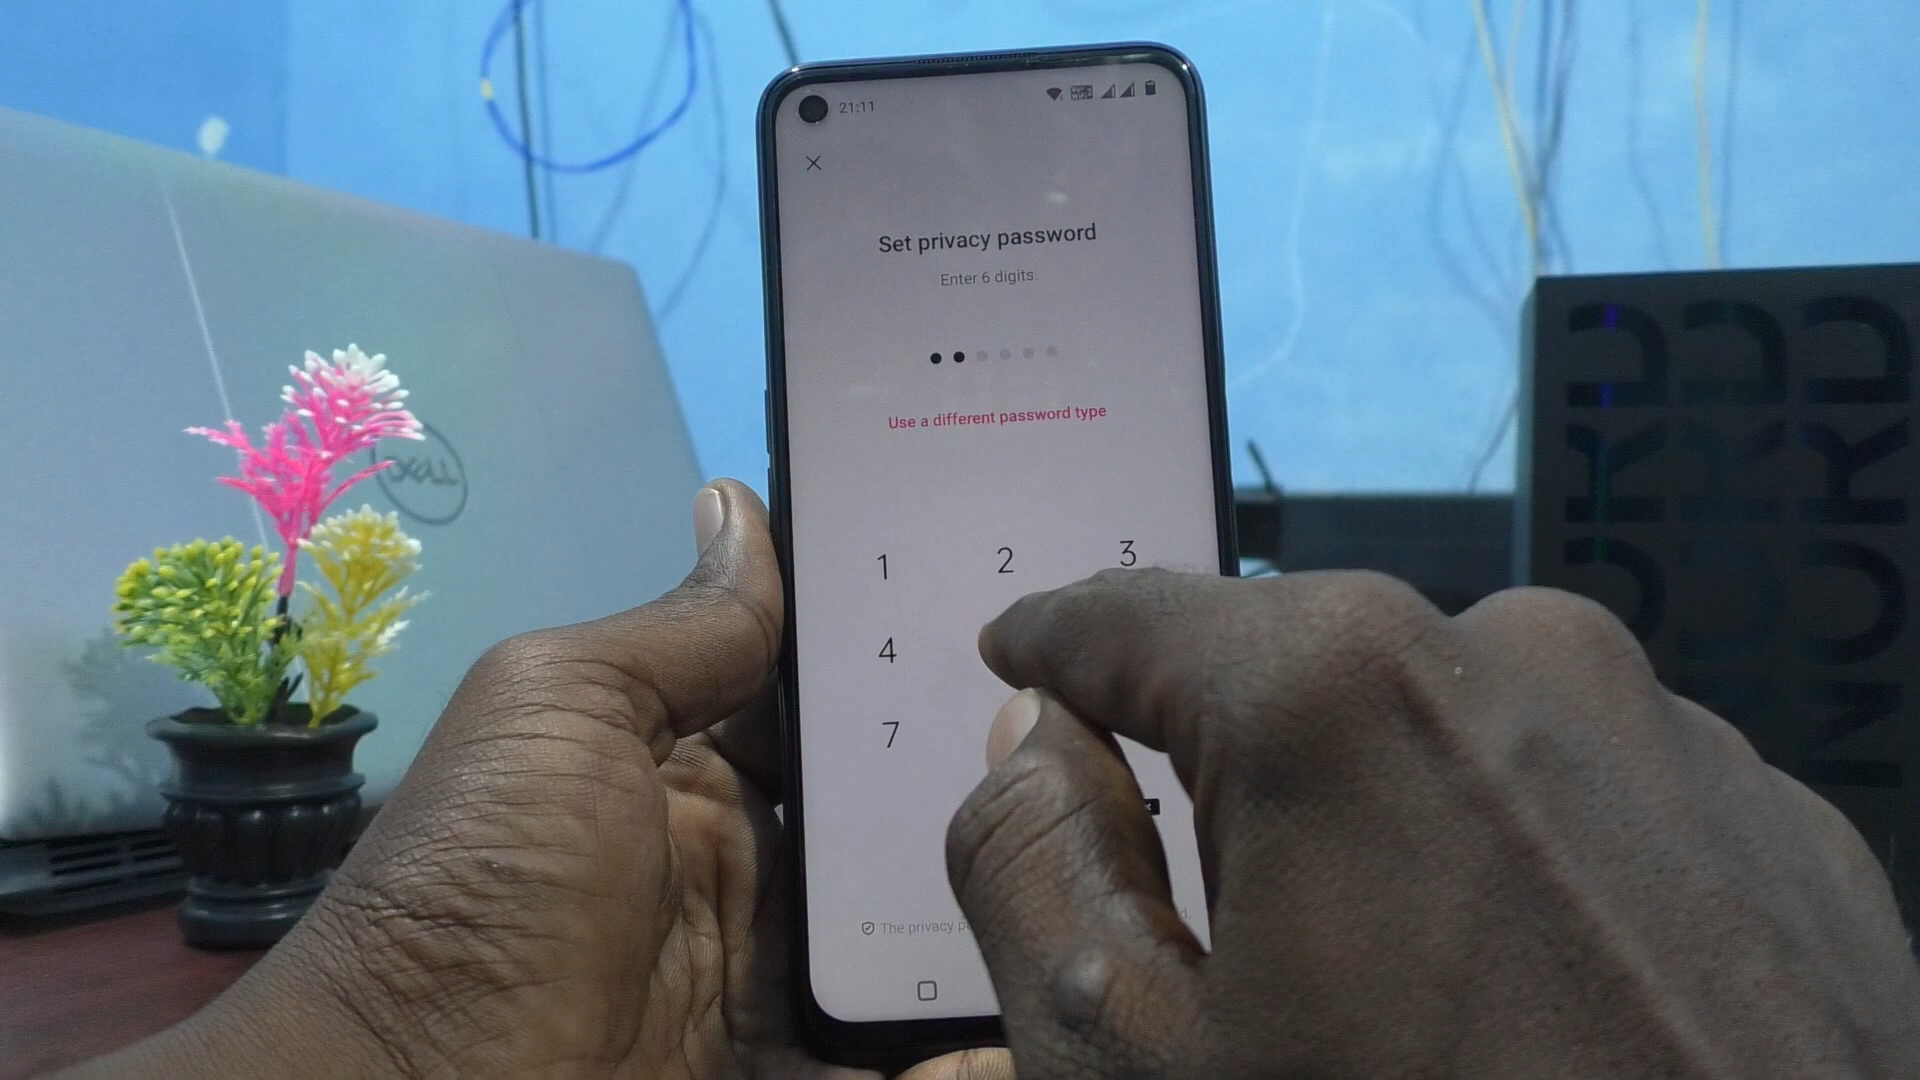 21:11
Set privacy password
Enter 6 digits.
Use a different password type
1 2 3
4
7
The privacy
DELL
NORD
NORD